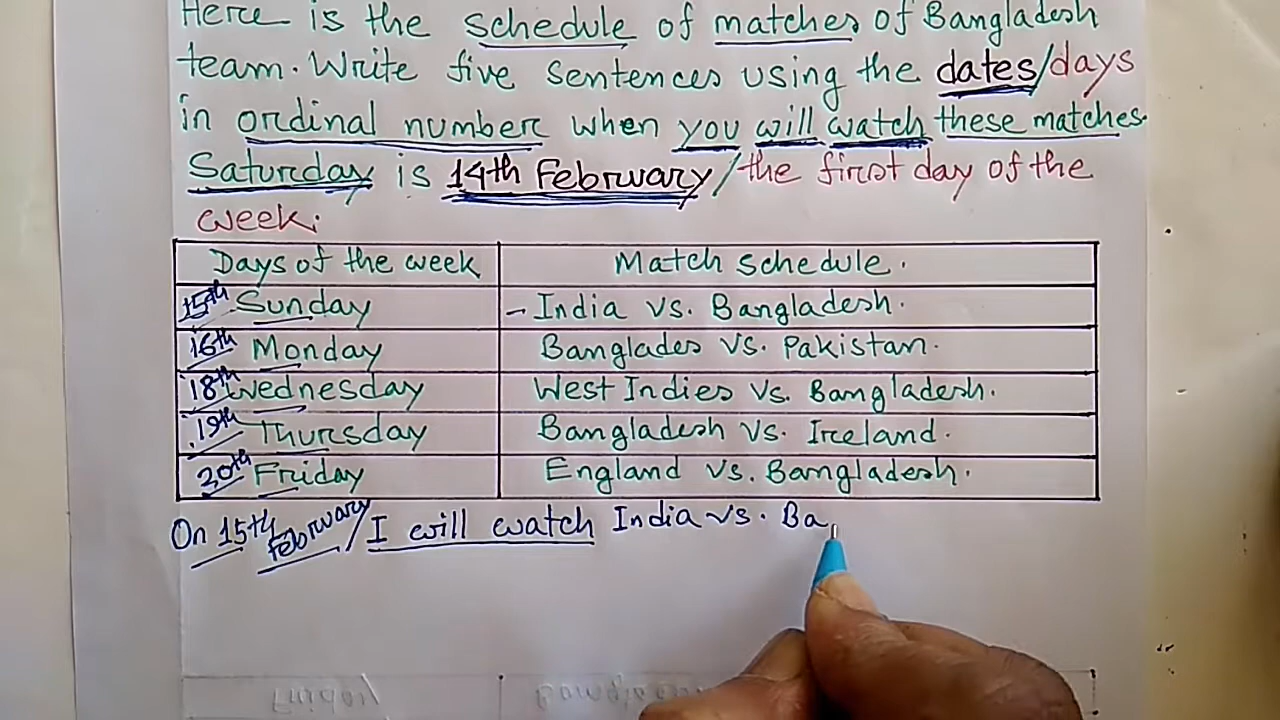 Here is the schedule of matches of Bangladesh
team. Write five sentences using the dates/days
in ordinal number when you will watch these matches.
Saturday is 14th February/the first day of the
week:
Days of the week Match schedule.
15th Sunday - India vs. Bangladesh.
16th Monday Banglades vs. Pakistan.
18th Wednesday West Indies vs. Bangladesh.
19th Thursday Bangladesh vs. Ireland.
20th Friday England vs. Bangladesh.
On 15th February/I will watch India vs. Ba
Friday